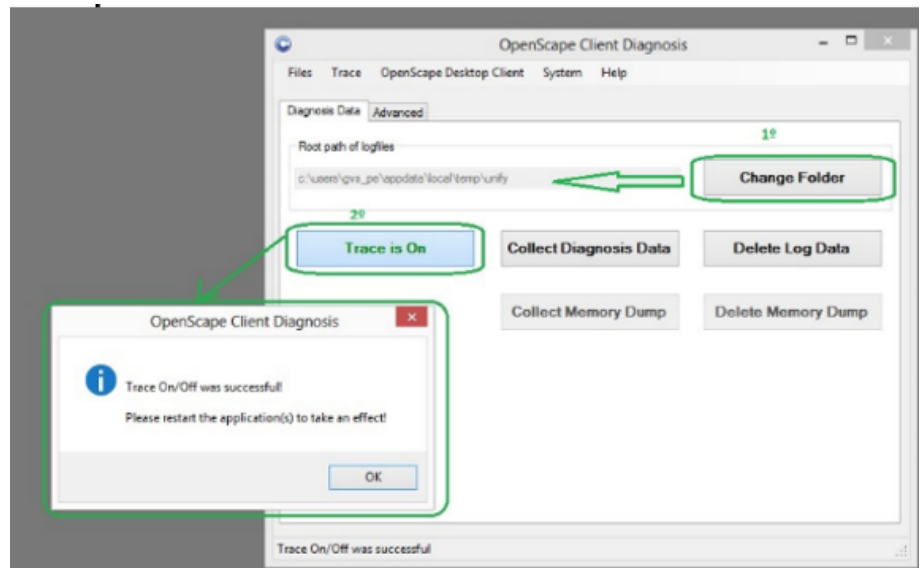 OpenScape Client Diagnosis
Files Trace OpenScape Desktop Client System Help
Diagnosis Data Advanced
1º
Root path of logfiles
c:\users\gva_pe\appdata\local\temp\unify
Change Folder
2º
Trace is On
Collect Diagnosis Data
Delete Log Data
Collect Memory Dump
Delete Memory Dump
OpenScape Client Diagnosis
Trace On/Off was successful!
Please restart the application(s) to take an effect!
OK
Trace On/Off was successful